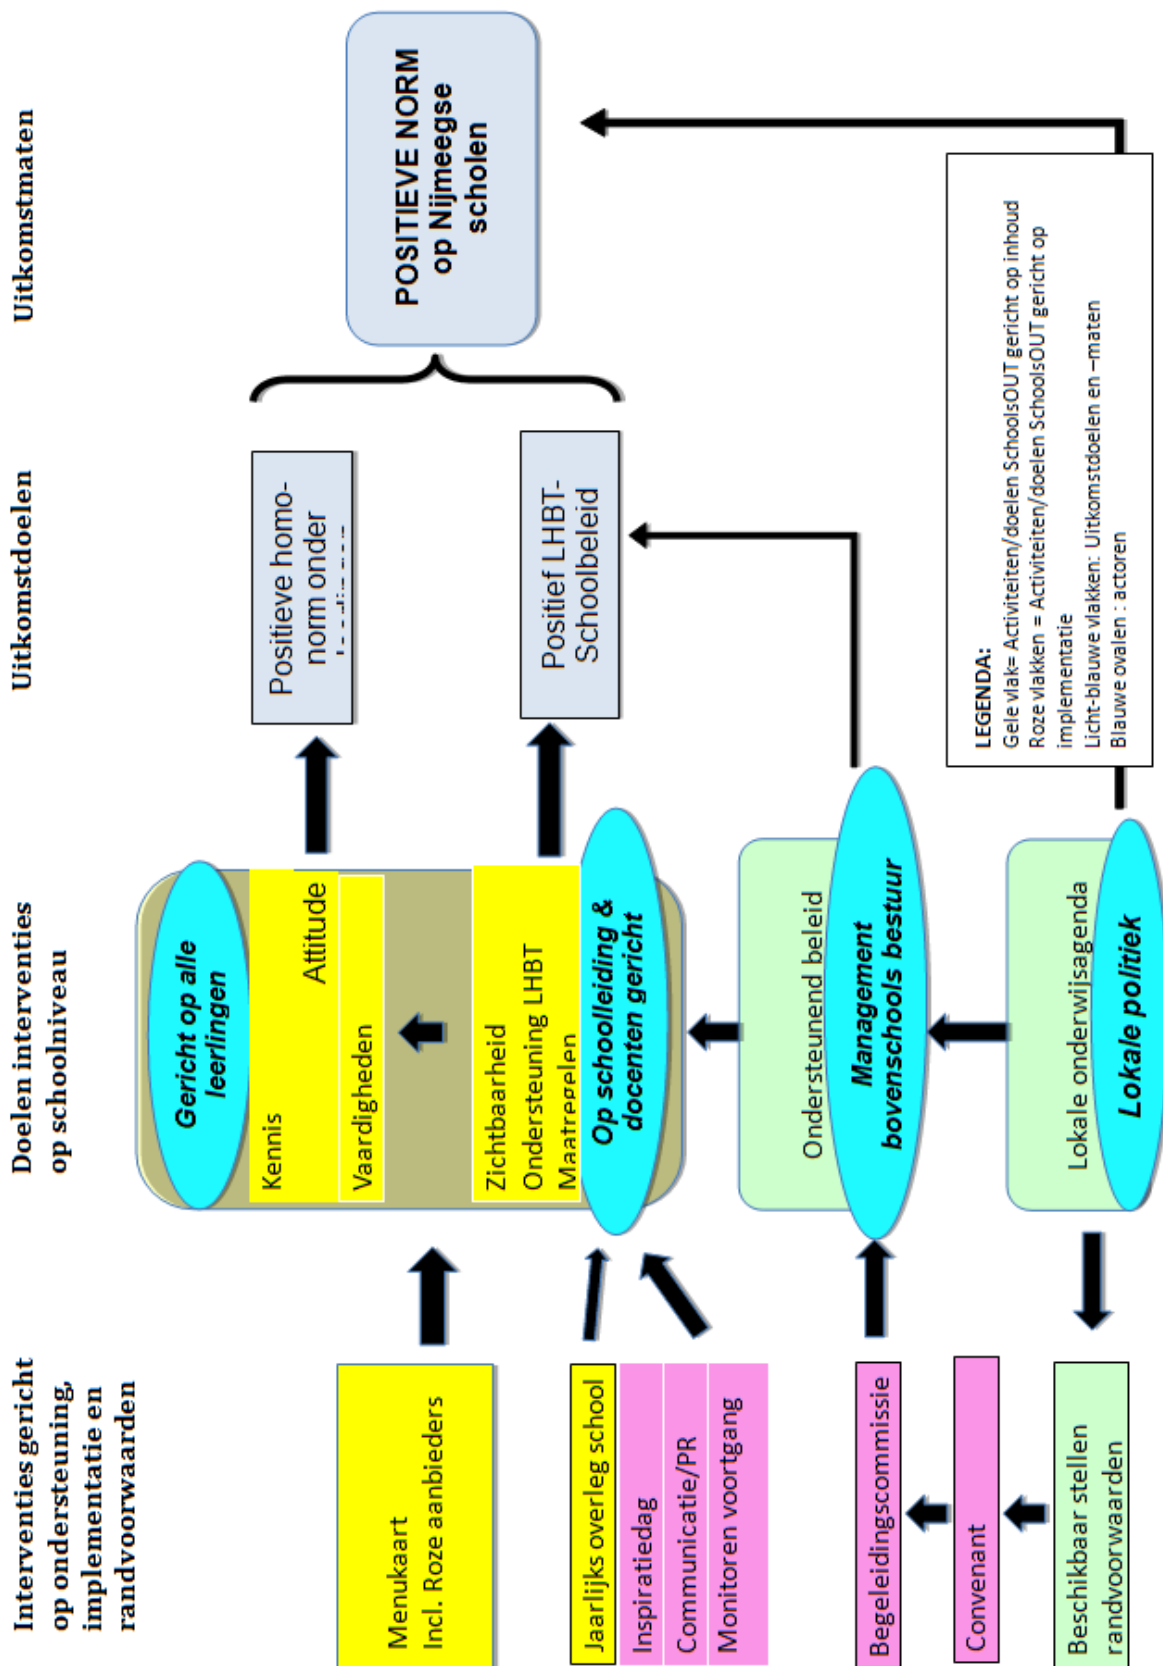 Interventies gericht
op ondersteuning,
implementatie en
randvoorwaarden
Doelen interventies
op schoolniveau
Uitkomstdoelen
Uitkomstmaten
Menukaart
Incl. Roze aanbieders
Jaarlijks overleg school
Inspiratiedag
Communicatie/PR
Monitoren voortgang
Begeleidingscommissie
Convenant
Beschikbaar stellen
randvoorwaarden
Gericht op alle
leerlingen
Kennis
Attitude
Vaardigheden
Zichtbaarheid
Ondersteuning LHBT
Maatregelen
Op schoolleiding &
docenten gericht
Ondersteunend beleid
Management
bovenschools bestuur
Lokale onderwijsagenda
Lokale politiek
Positieve homo-
norm onder
Positief LHBT-
Schoolbeleid
POSITIEVE NORM
op Nijmeegse
scholen
LEGENDA:
Gele vlak= Activiteiten/doelen SchoolsOUT gericht op inhoud
Roze vlakken = Activiteiten/doelen SchoolsOUT gericht op
implementatie
Licht-blauwe vlakken: Uitkomstdoelen en –maten
Blauwe ovalen : actoren